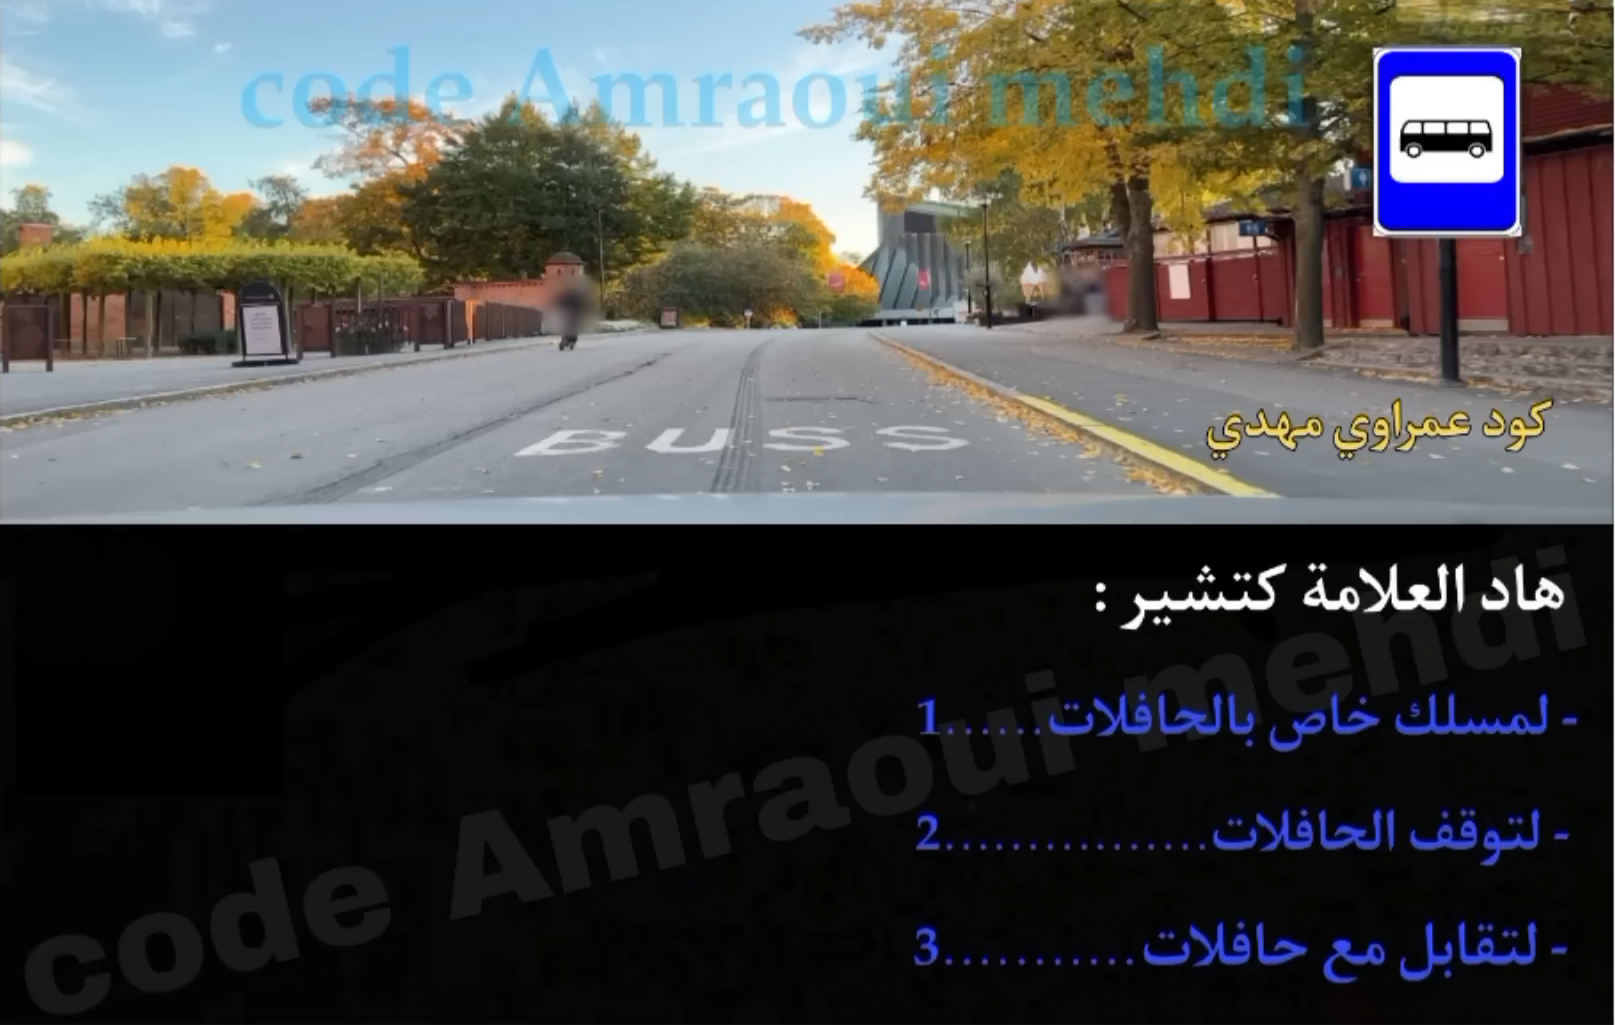 code Amraoui mehdi
BUSS
كود عمراوي مهدي
هاد العلامة كتشير :
- لمسلك خاص بالحافلات......1
- لتوقف الحافلات................2
- لتقابل مع حافلات............3
code Amraoui mehdi